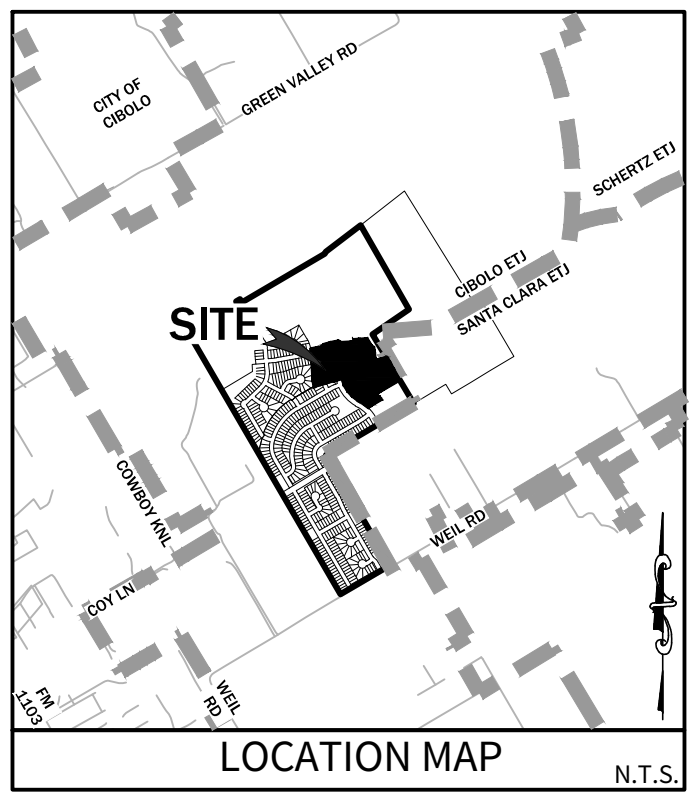 CITY OF
CIBOLO
GREEN VALLEY RD
SCHERTZ ETJ
CIBOLO ETJ
SANTA CLARA ETJ
SITE
COWBOY KNL
WEIL RD
COY LN
FM
1103
WEIL
RD
LOCATION MAP
N.T.S.